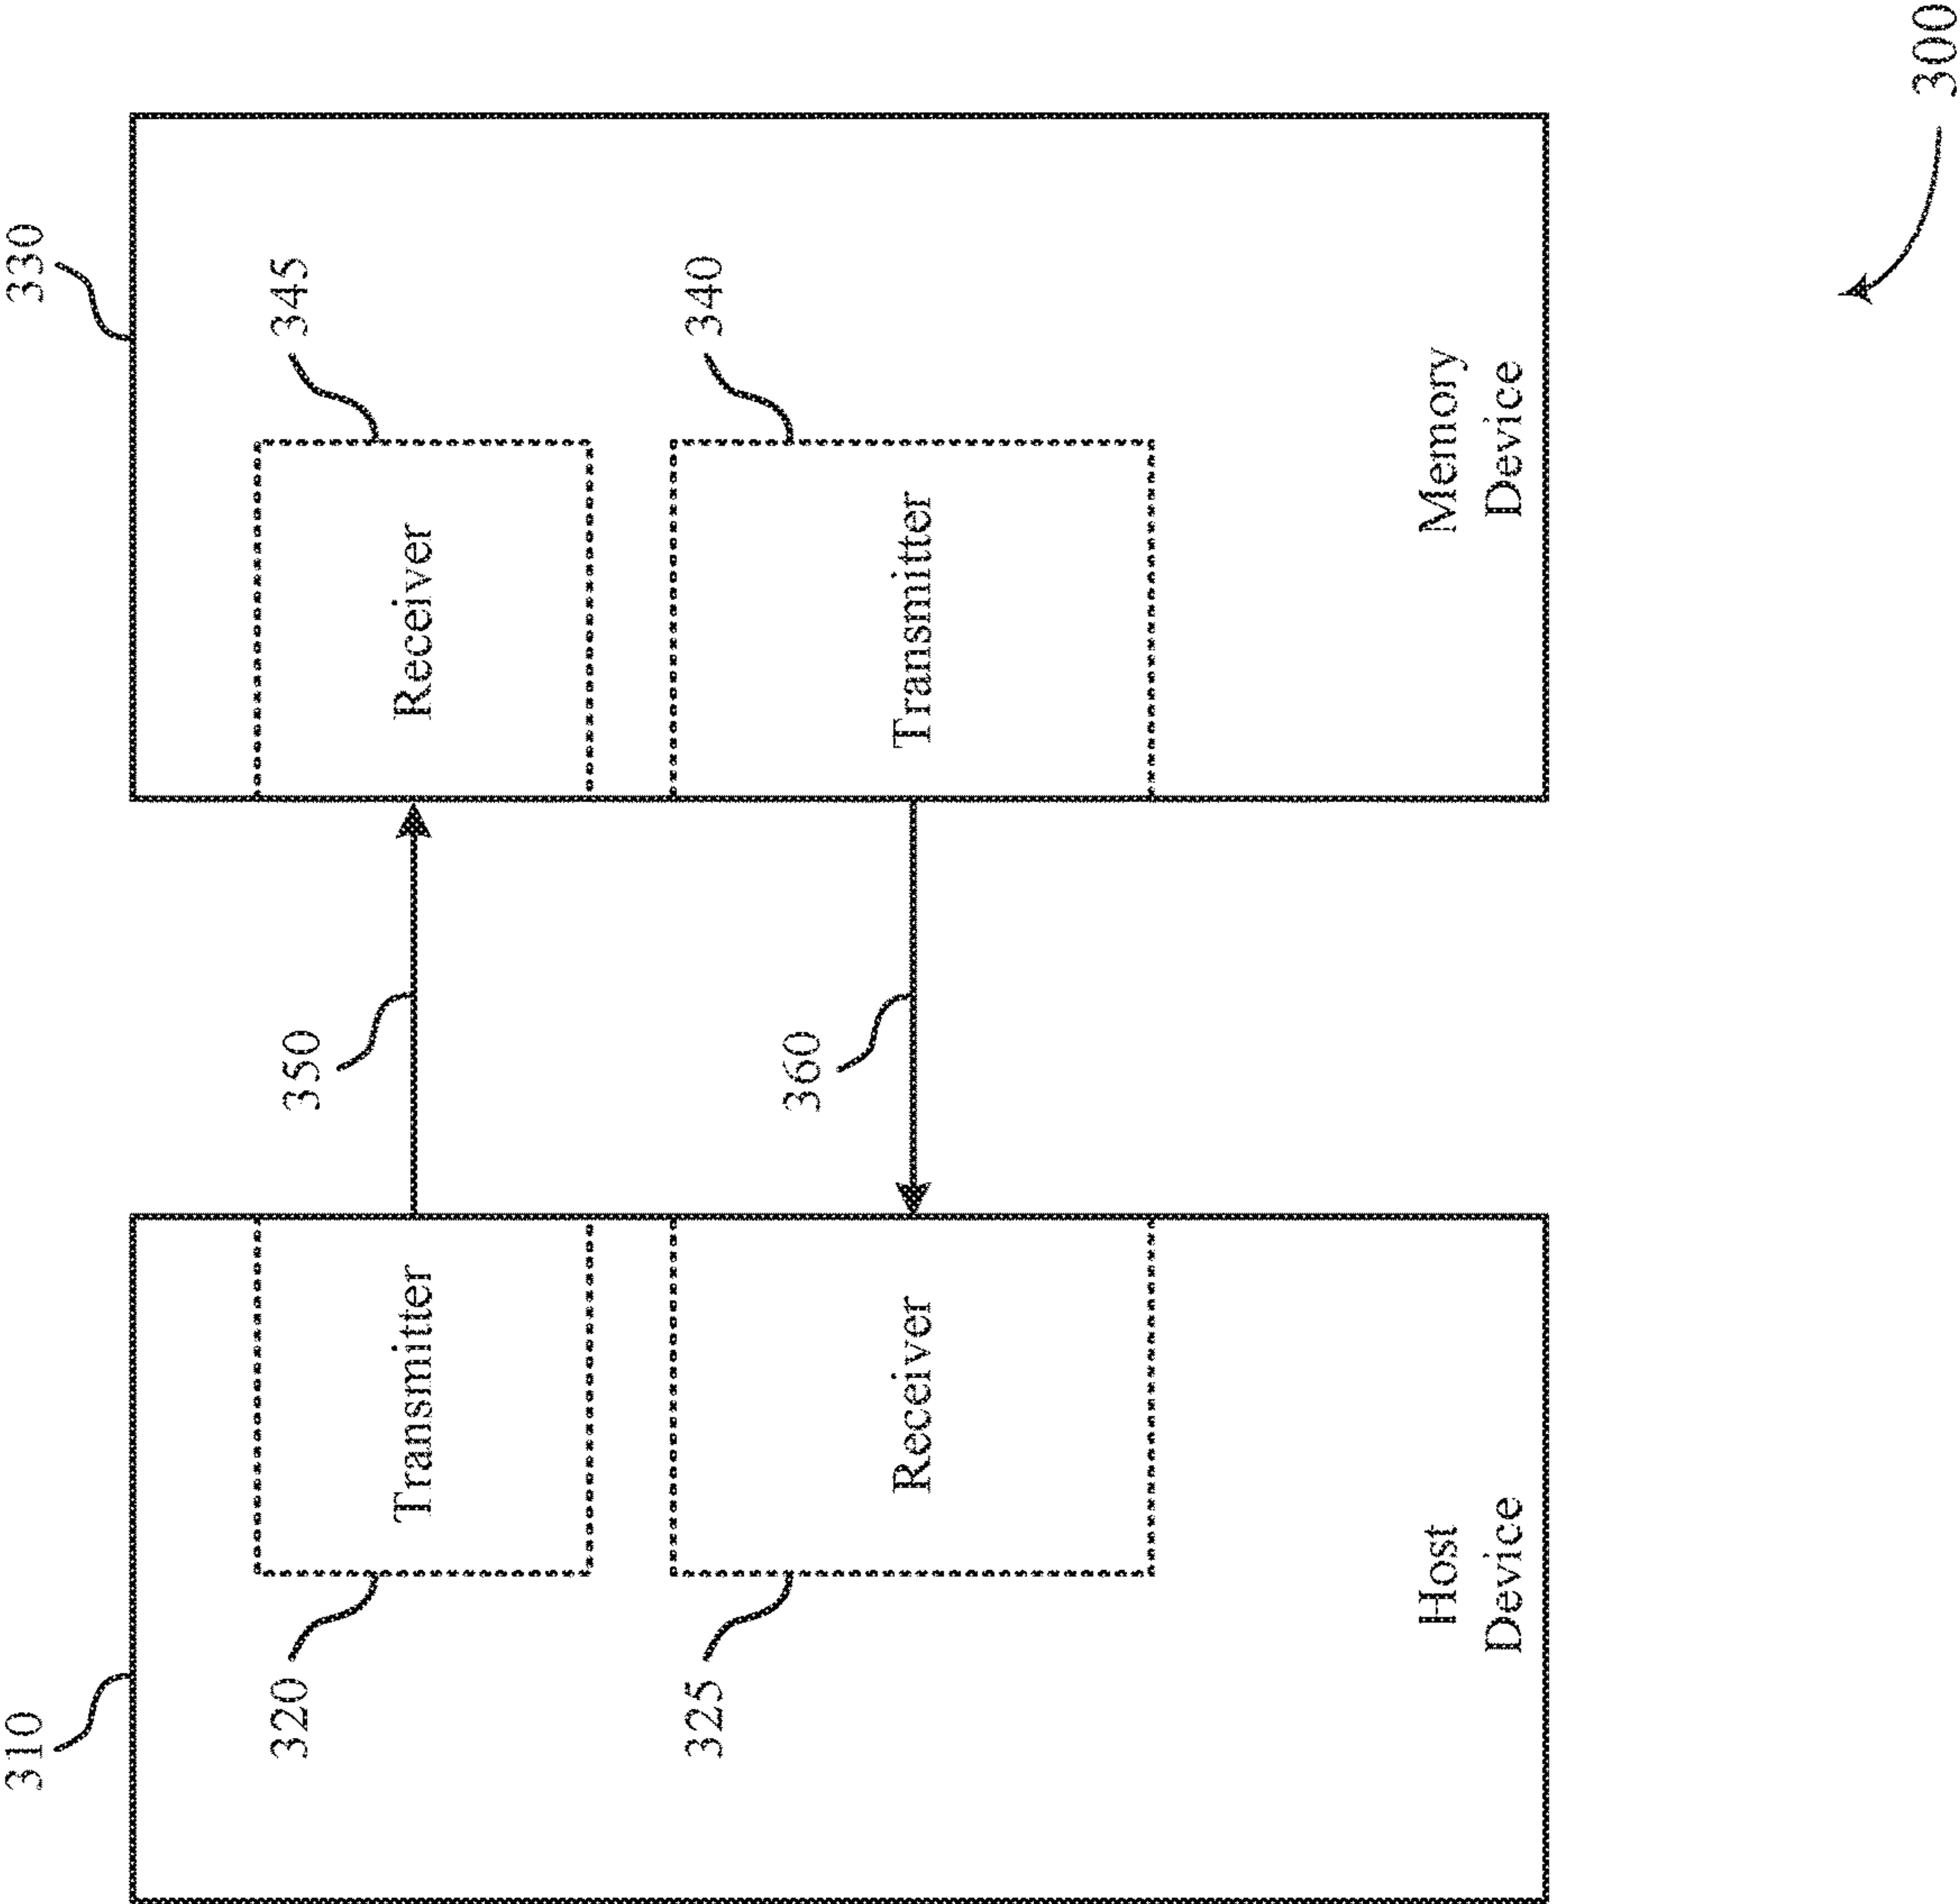 310
330
320
Transmitter
350
Receiver
345
325
Receiver
360
Transmitter
340
Host
Device
Memory
Device
300